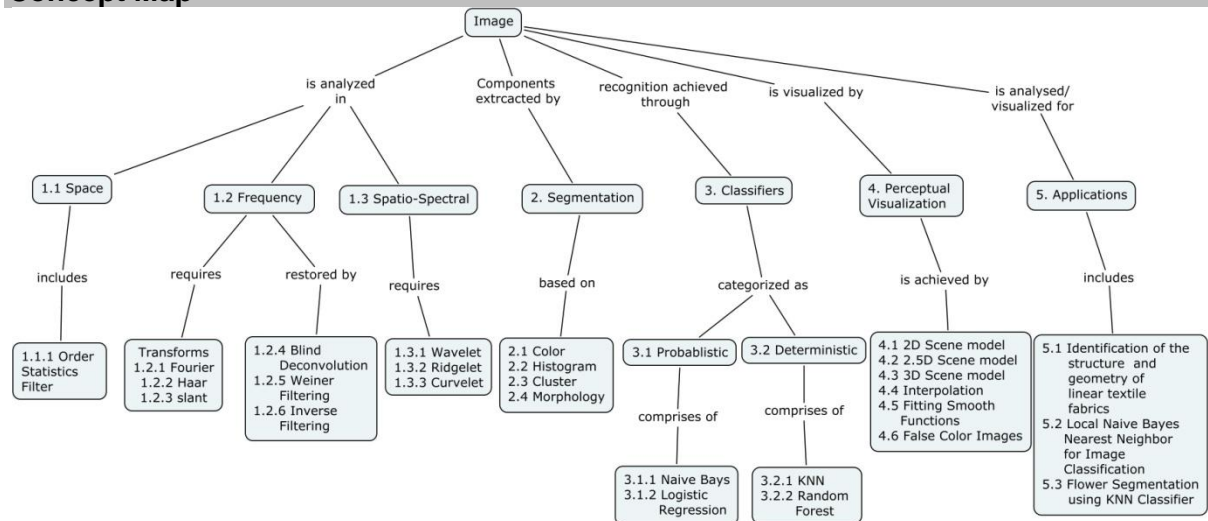 Concept Map
Image
is analyzed
in
Components
extrcacted by
recognition achieved
through
is visualized by
is analysed/
visualized for
1.1 Space
1.2 Frequency
1.3 Spatio-Spectral
2. Segmentation
3. Classifiers
4. Perceptual
Visualization
5. Applications
includes
requires
restored by
requires
based on
categorized as
is achieved by
includes
1.1.1 Order
Statistics
Filter
Transforms
1.2.1 Fourier
1.2.2 Haar
1.2.3 slant
1.2.4 Blind
Deconvolution
1.2.5 Weiner
Filtering
1.2.6 Inverse
Filtering
1.3.1 Wavelet
1.3.2 Ridgelet
1.3.3 Curvelet
2.1 Color
2.2 Histogram
2.3 Cluster
2.4 Morphology
3.1 Probablistic
3.2 Deterministic
4.1 2D Scene model
4.2 2.5D Scene model
4.3 3D Scene model
4.4 Interpolation
4.5 Fitting Smooth
Functions
4.6 False Color Images
5.1 Identification of the
structure and
geometry of
linear textile
fabrics
5.2 Local Naive Bayes
Nearest Neighbor
for Image
Classification
5.3 Flower Segmentation
using KNN Classifier
comprises of
comprises of
3.1.1 Naive Bays
3.1.2 Logistic
Regression
3.2.1 KNN
3.2.2 Random
Forest